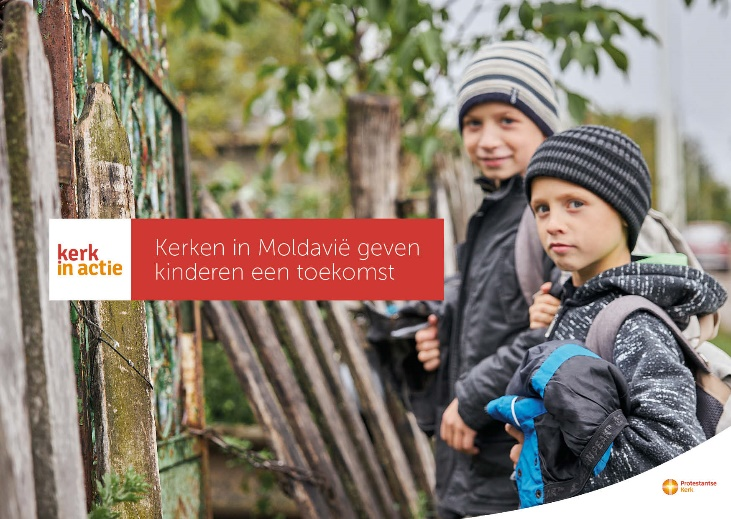 kerk
in actie
Kerken in Moldavië geven
kinderen een toekomst
Protestantse
Kerk